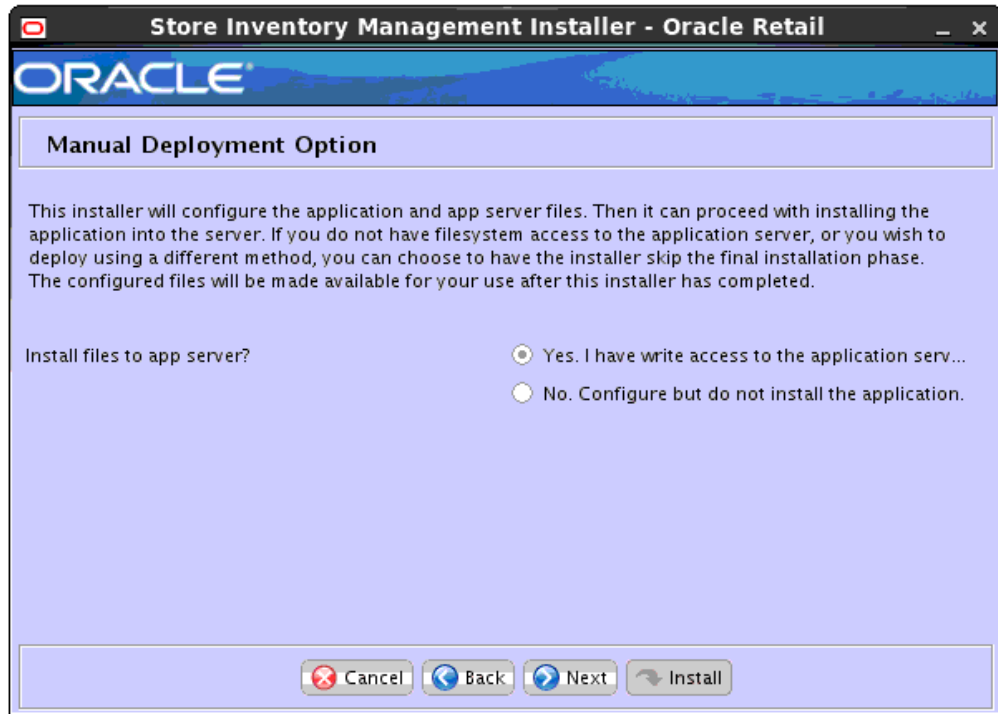 Store Inventory Management Installer - Oracle Retail
ORACLE
Manual Deployment Option
This installer will configure the application and app server files. Then it can proceed with installing the
application into the server. If you do not have filesystem access to the application server, or you wish to
deploy using a different method, you can choose to have the installer skip the final installation phase.
The configured files will be made available for your use after this installer has completed.
Install files to app server?
Yes. I have write access to the application serv...
No. Configure but do not install the application.
Cancel
Back
Next
Install